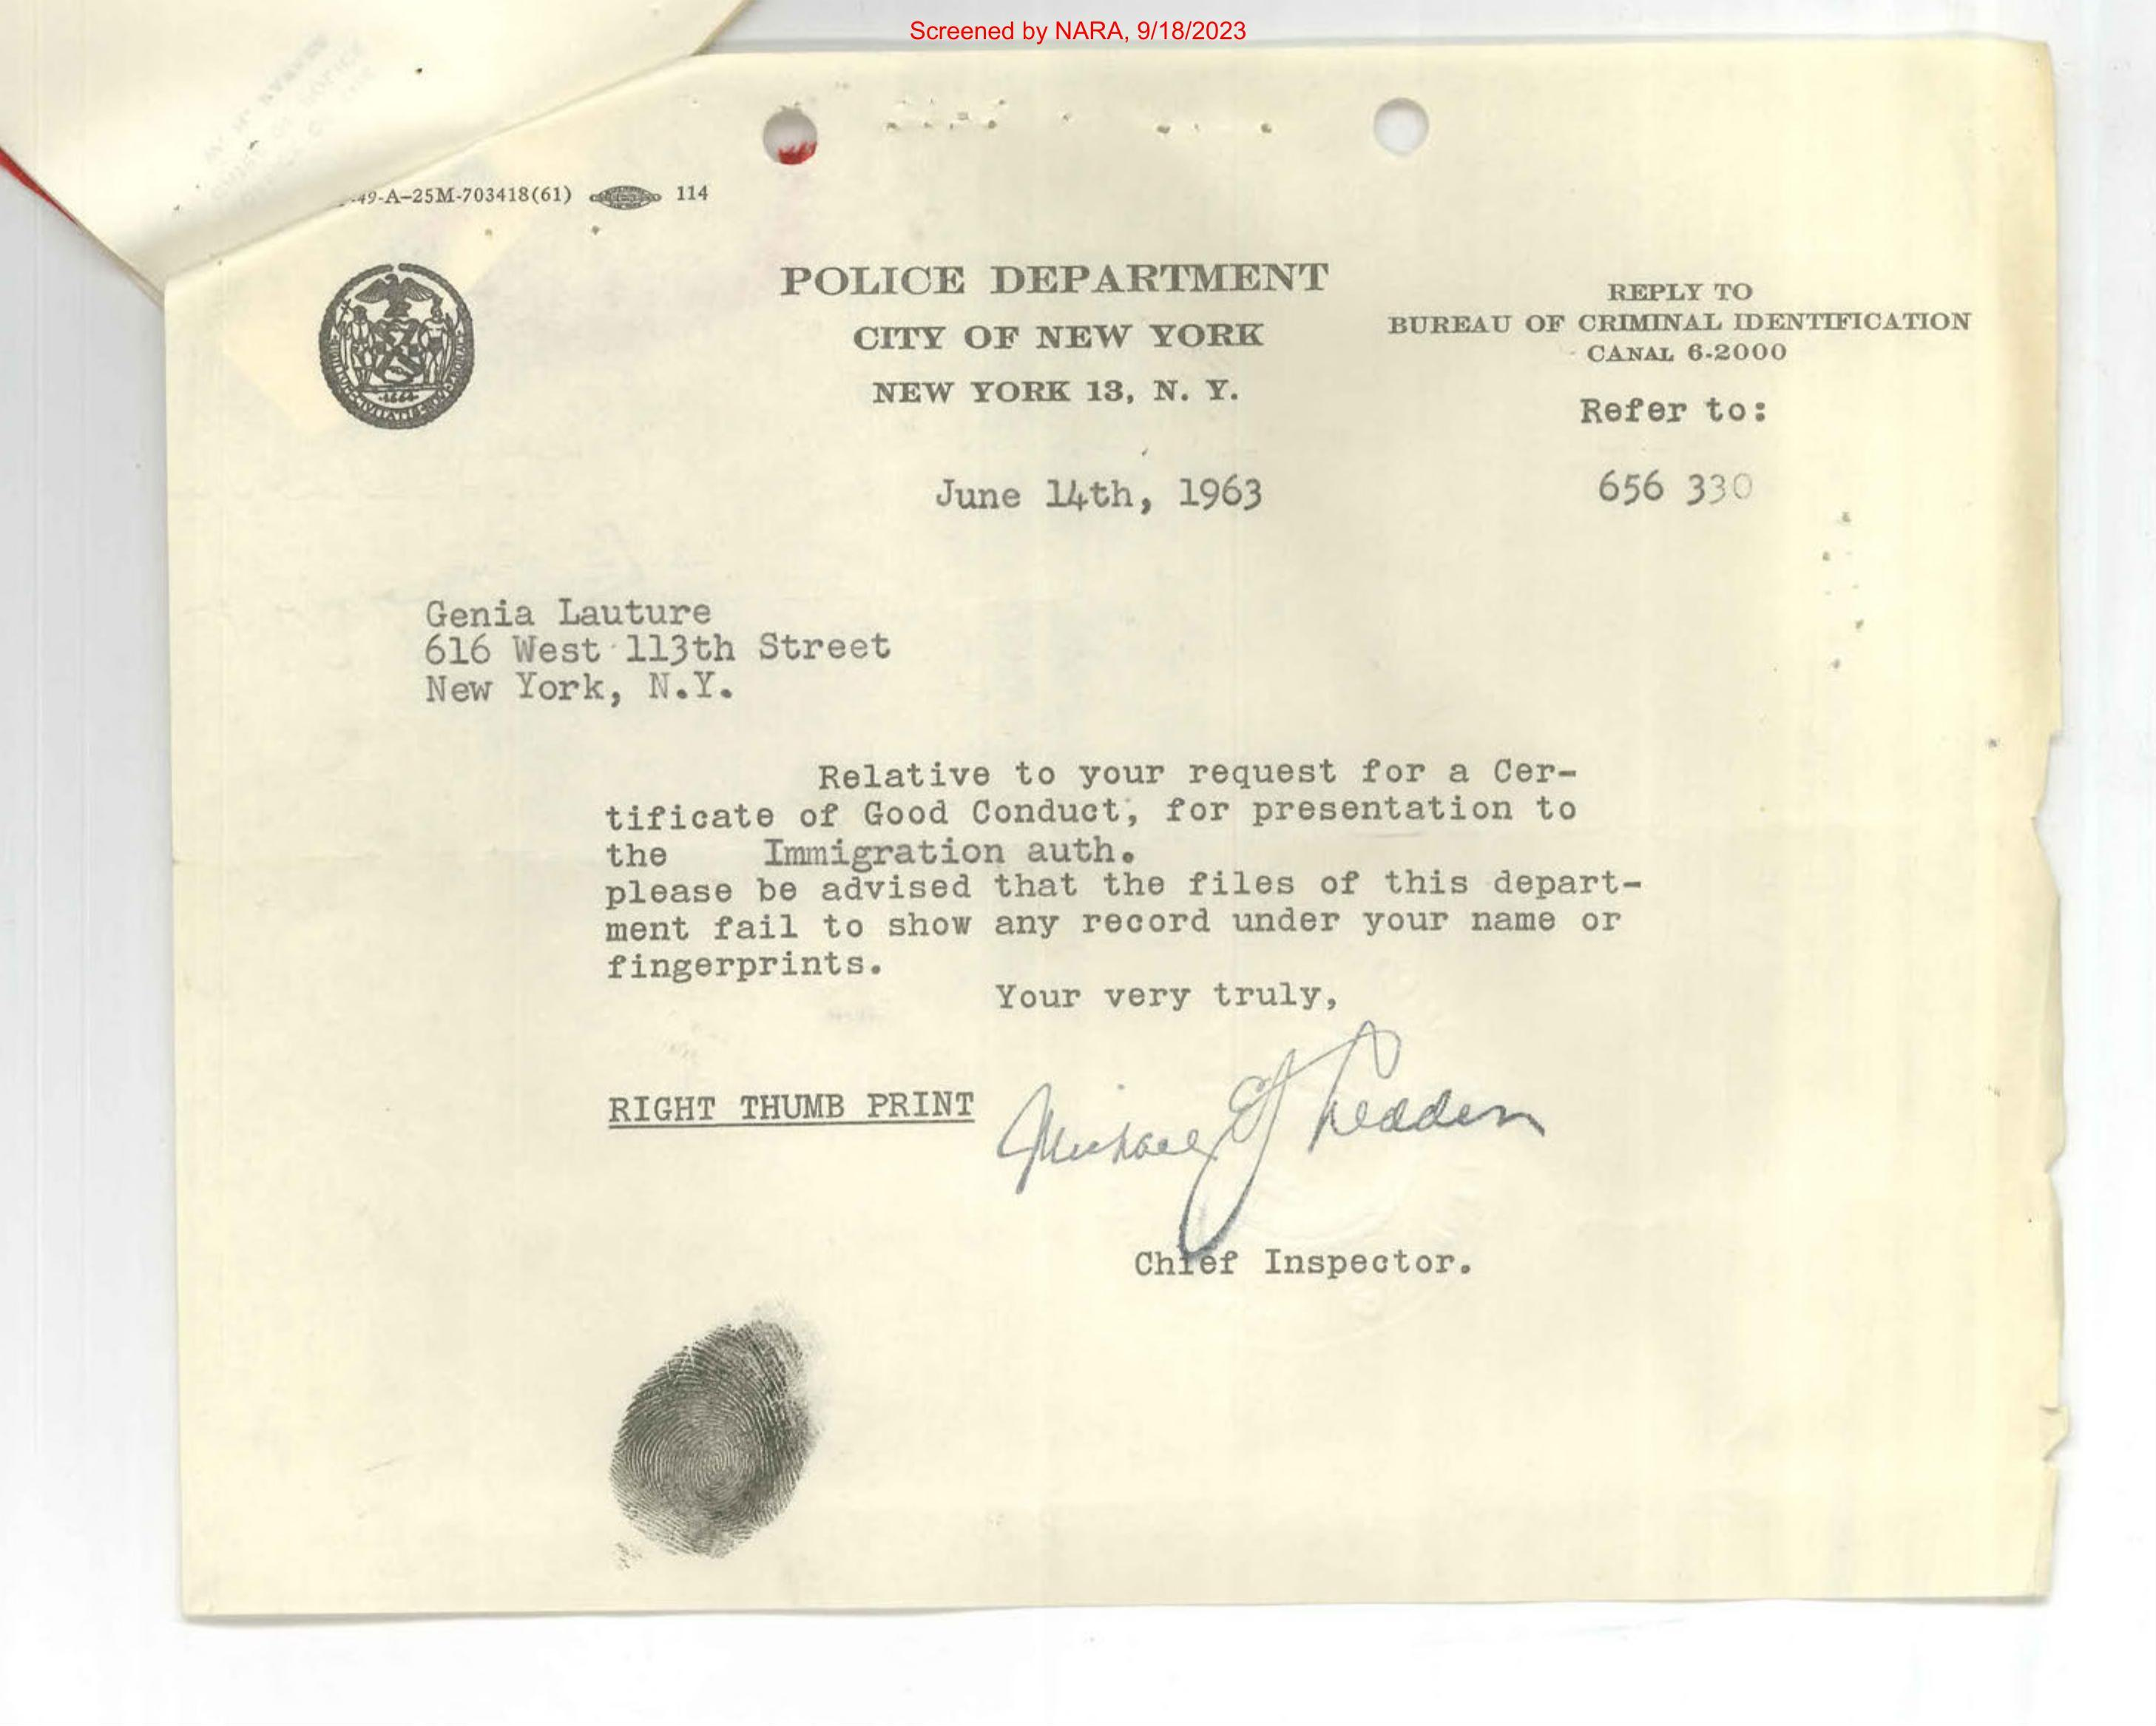 Screened by NARA, 9/18/2023
-49-A-25M-703418(61) 114
POLICE DEPARTMENT
CITY OF NEW YORK
NEW YORK 13, N. Y.
REPLY TO
BUREAU OF CRIMINAL IDENTIFICATION
CANAL 6-2000
Refer to:
656 330
June 14th, 1963
Genia Lauture
616 West 113th Street
New York, N.Y.
Relative to your request for a Cer-
tificate of Good Conduct, for presentation to
the Immigration auth.
please be advised that the files of this depart-
ment fail to show any record under your name or
fingerprints.
Your very truly,
RIGHT THUMB PRINT
Michael
Chief Inspector.